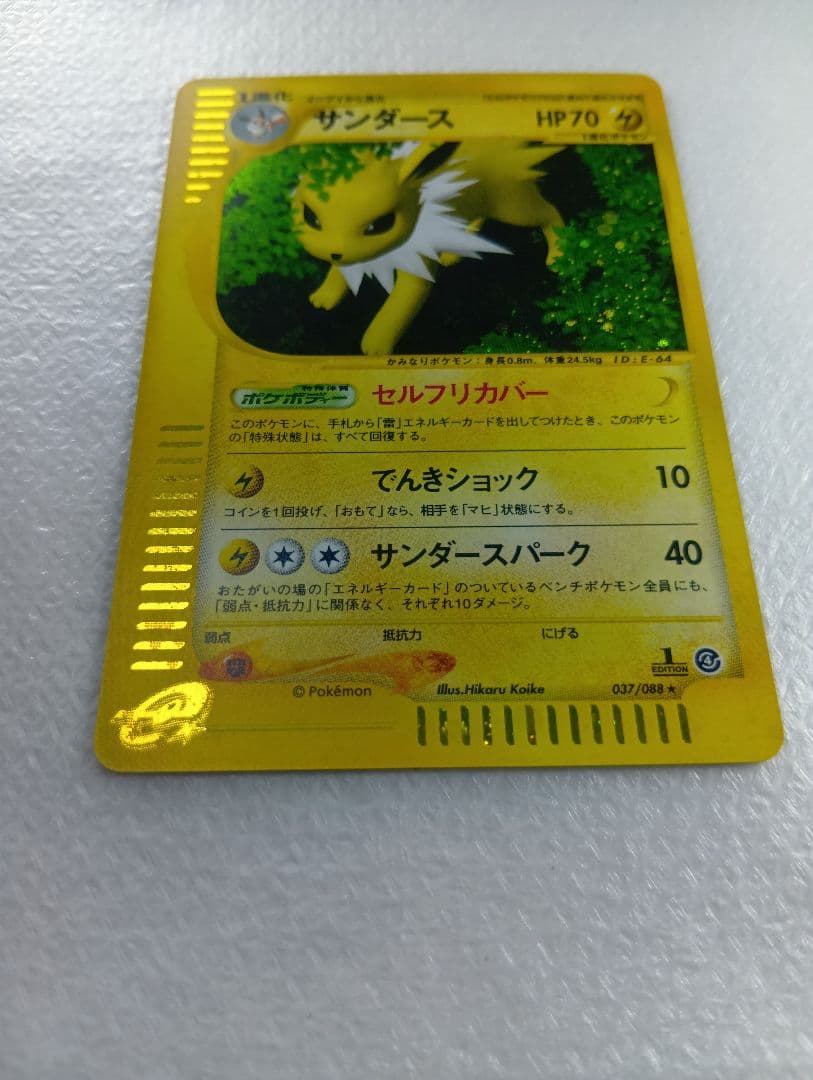 1進化
サンダース
HP70
かみなりポケモン：身長0.8m、体重24.5kg ID：E-64
特殊体質
ポケボディー
セルフリカバー
このポケモンに、手札から「雷」エネルギーカードを出してつけたとき、このポケモン
の「特殊状態」は、すべて回復する。
でんきショック 10
コインを1回投げ、「おもて」なら、相手を「マヒ」状態にする。
サンダースパーク 40
おたがいの場の「エネルギーカード」のついているベンチポケモン全員にも、
「弱点・抵抗力」に関係なく、それぞれ10ダメージ。
弱点 抵抗力 にげる
1
EDITION
4
© Pokémon Illus.Hikaru Koike 037/088★